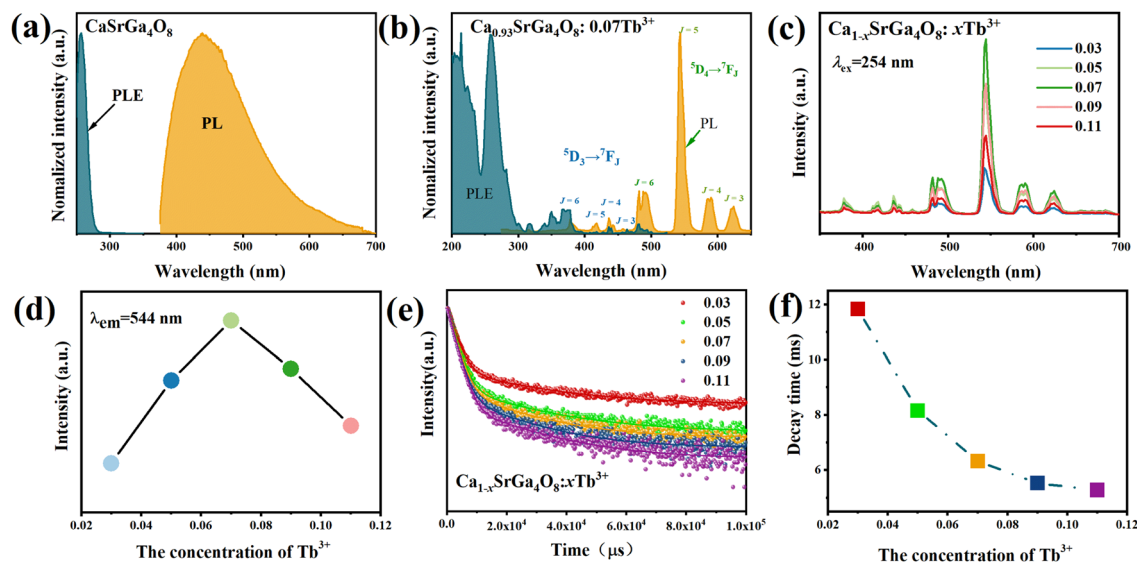 (a)
CaSrGa₄O₈
PLE
PL
Nomalized intensity (a.u.)
300
400
500
600
700
Wavelength (nm)
(b)
Ca₀.₉₃SrGa₄O₈: 0.07Tb³⁺
J=5
⁵D₄→⁷F_J
PL
⁵D₃→⁷F_J
PLE
J = 6
J = 5
J = 4
J = 3
J = 6
J = 4
J = 3
Nomalized intensity (a.u.)
200
300
400
500
600
Wavelength (nm)
(c)
Ca₁₋ₓSrGa₄O₈: xTb³⁺
λex=254 nm
0.03
0.05
0.07
0.09
0.11
Intensity (a.u.)
400
500
600
700
Wavelength (nm)
(d)
λem=544 nm
Intensity (a.u.)
0.02
0.04
0.06
0.08
0.10
0.12
The concentration of Tb³⁺
(e)
0.03
0.05
0.07
0.09
0.11
Intensity(a.u.)
Ca₁₋ₓSrGa₄O₈:xTb³⁺
0.0
2.0x10⁴
4.0x10⁴
6.0x10⁴
8.0x10⁴
1.0x10⁵
Time (μs)
(f)
12
10
8
6
Decay time (ms)
0.02
0.04
0.06
0.08
0.10
0.12
The concentration of Tb³⁺